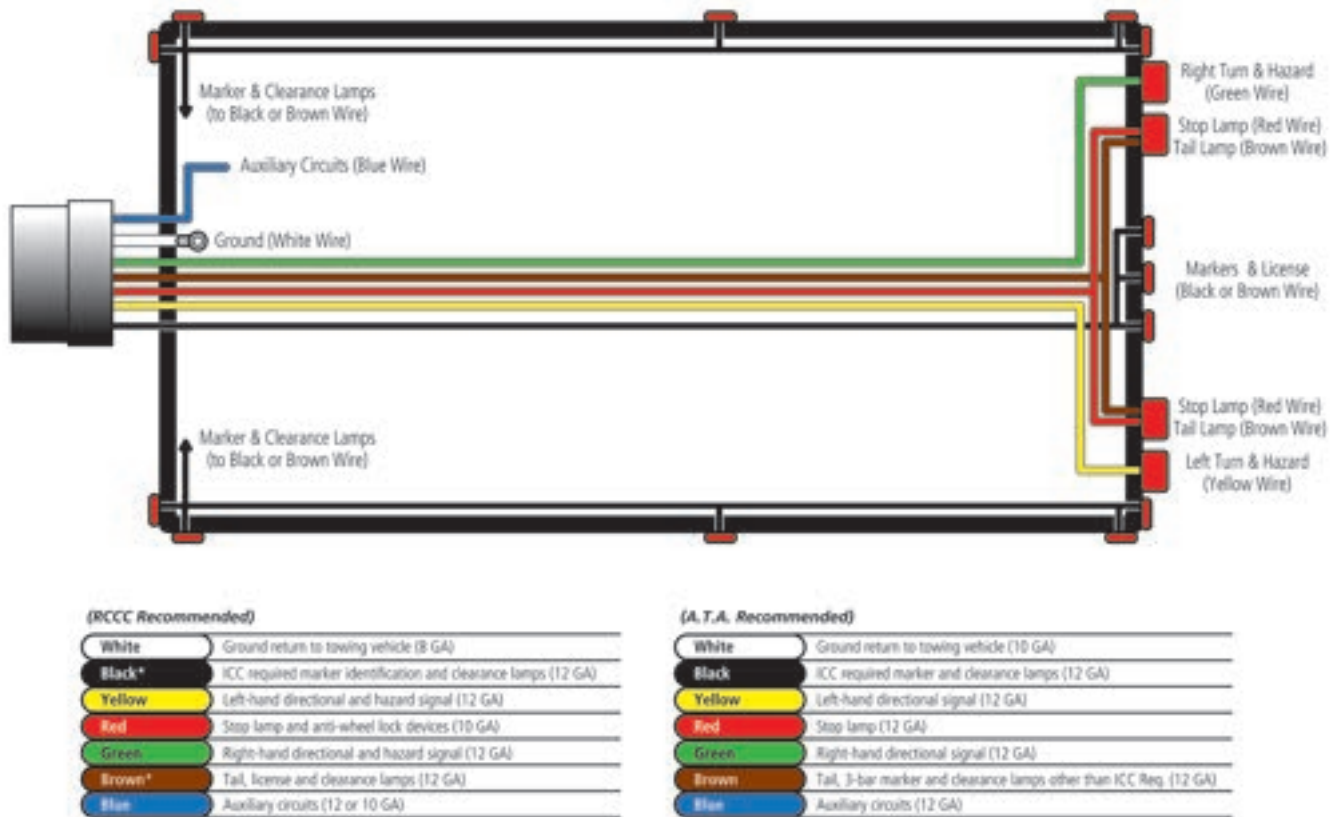 Marker & Clearance Lamps
(to Black or Brown Wire)
Auxiliary Circuits (Blue Wire)
Ground (White Wire)
Marker & Clearance Lamps
(to Black or Brown Wire)
Right Turn & Hazard
(Green Wire)
Stop Lamp (Red Wire)
Tail Lamp (Brown Wire)
Markers & License
(Black or Brown Wire)
Stop Lamp (Red Wire)
Tail Lamp (Brown Wire)
Left Turn & Hazard
(Yellow Wire)
(RCCC Recommended)
White Ground return to towing vehicle (8 GA)
Black* ICC required marker identification and clearance lamps (12 GA)
Yellow Left-hand directional and hazard signal (12 GA)
Red Stop lamp and anti-wheel lock devices (10 GA)
Green Right-hand directional and hazard signal (12 GA)
Brown* Tail, license and clearance lamps (12 GA)
Blue Auxiliary circuits (12 or 10 GA)
(A.T.A. Recommended)
White Ground return to towing vehicle (10 GA)
Black ICC required marker and clearance lamps (12 GA)
Yellow Left-hand directional signal (12 GA)
Red Stop lamp (12 GA)
Green Right-hand directional signal (12 GA)
Brown Tail, 3-bar marker and clearance lamps other than ICC Req. (12 GA)
Blue Auxiliary circuits (12 GA)